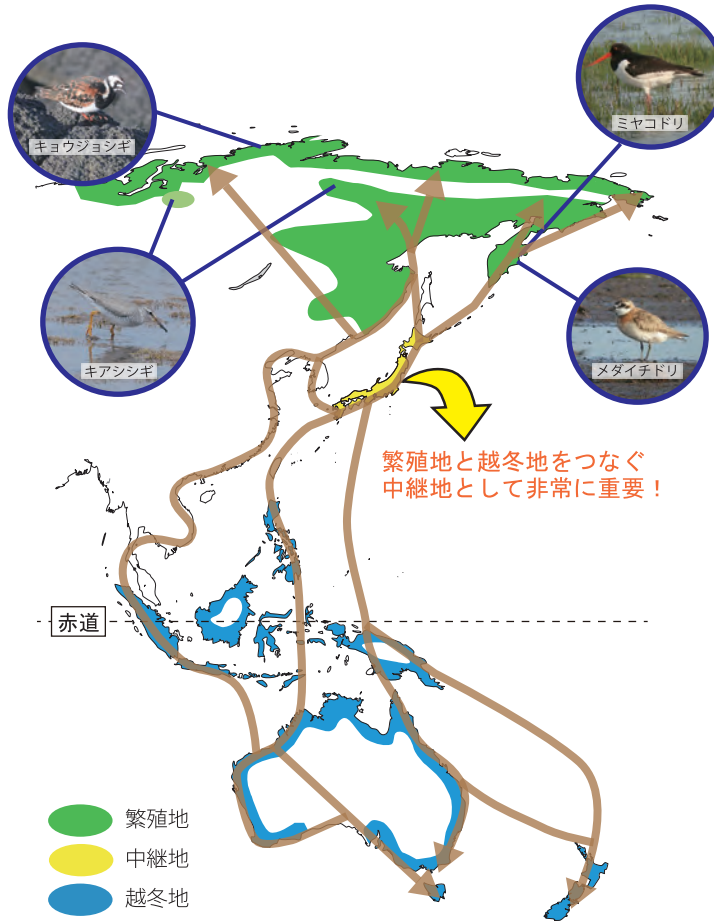 キョウジョシギ
ミヤコドリ
キアシシギ
メダイチドリ
繁殖地と越冬地をつなぐ
中継地として非常に重要！
赤道
繁殖地
中継地
越冬地